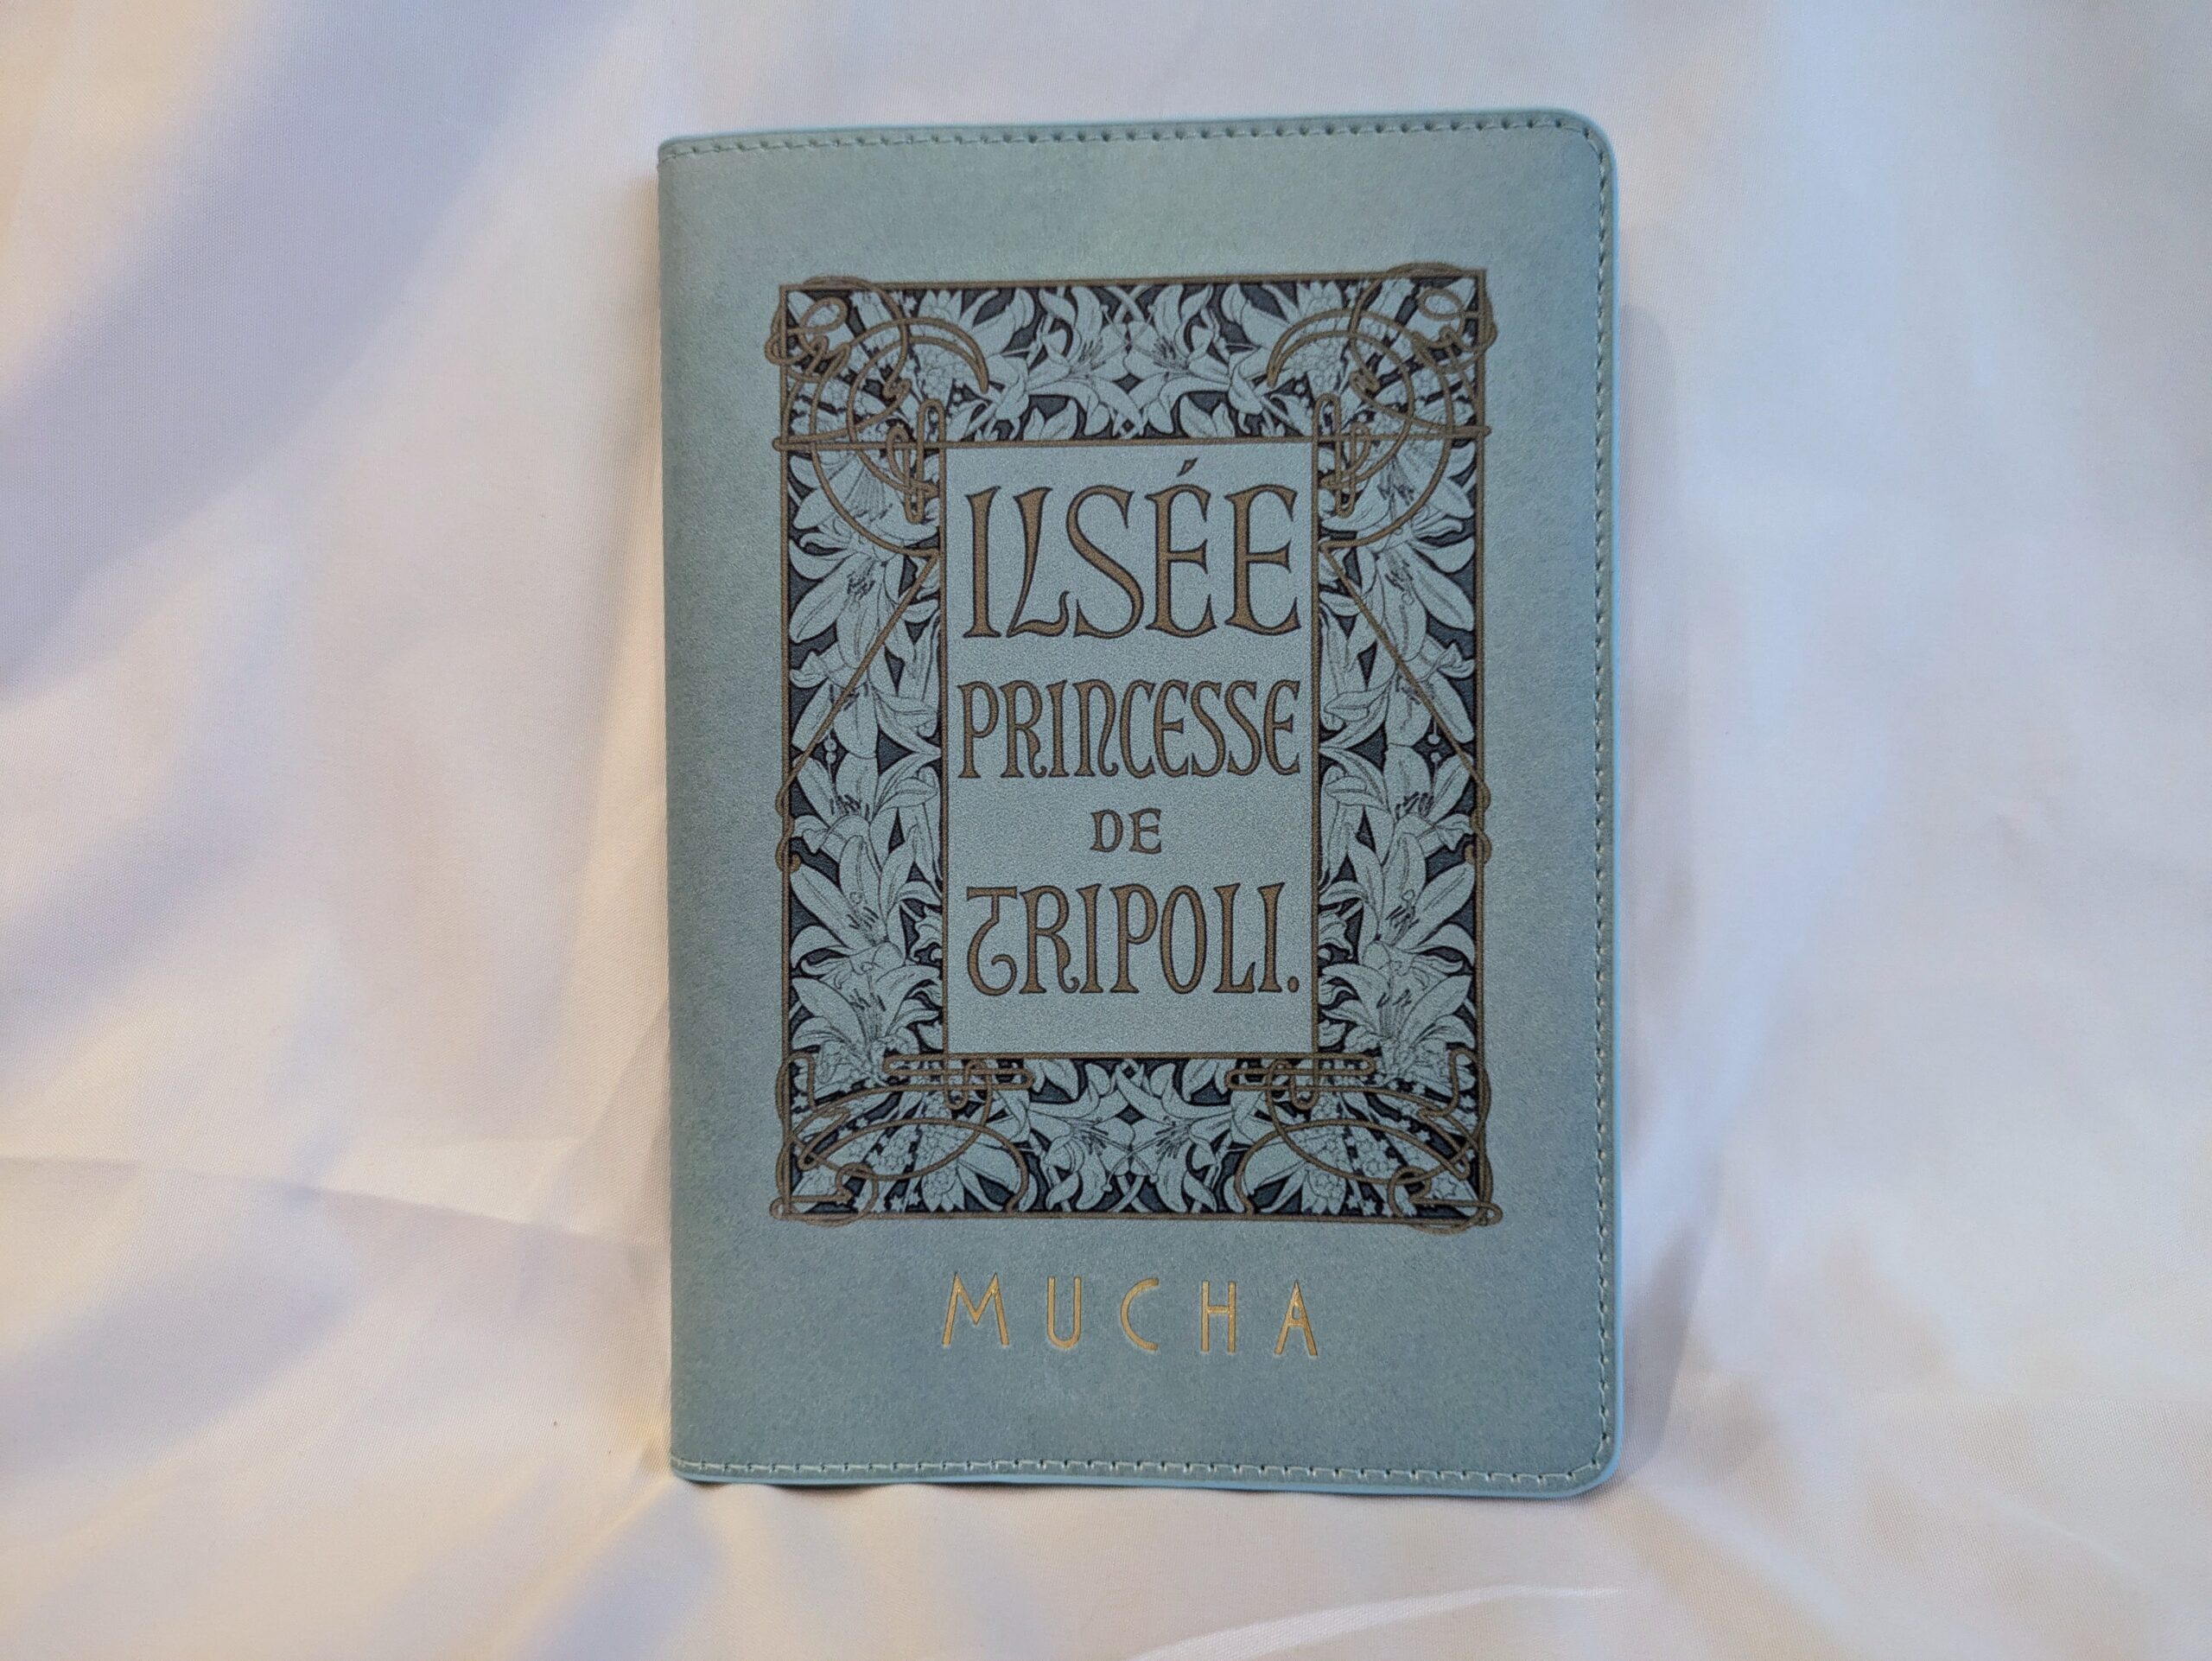 ILSÉE
PRINCESSE
DE
TRIPOLI.
MUCHA